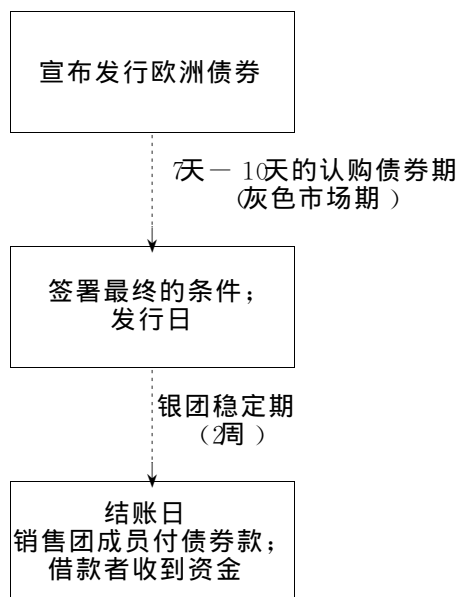 宣布发行欧洲债券
7天－10天的认购债券期
(灰色市场期)
签署最终的条件；
发行日
银团稳定期
(2周)
结账日
销售团成员付债券款；
借款者收到资金